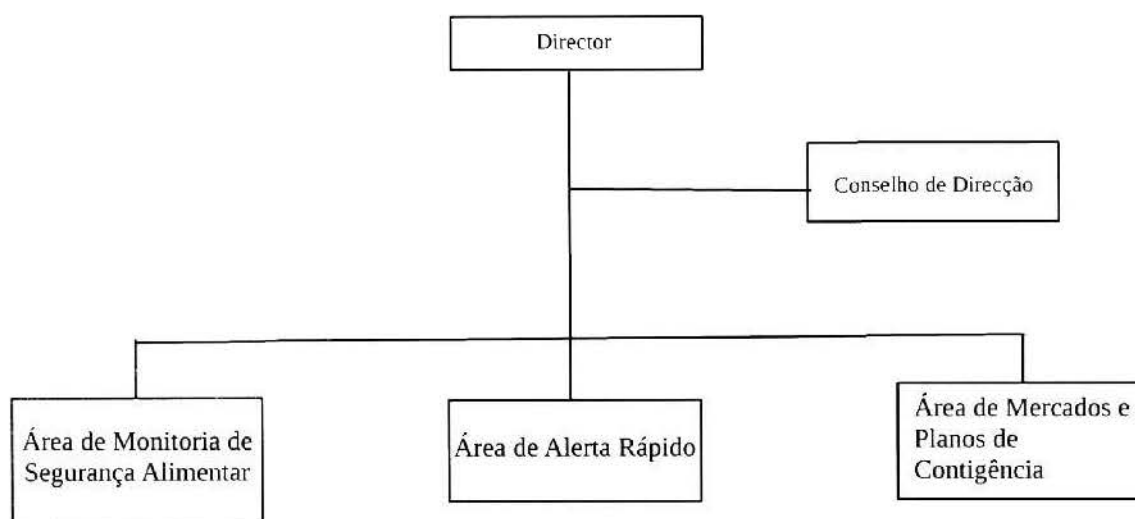 Director
Conselho de Direcção
Área de Monitoria de
Segurança Alimentar
Área de Alerta Rápido
Área de Mercados e
Planos de
Contigência